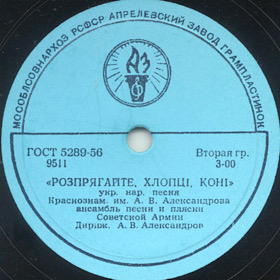 МОСОБЛСОВНАРХОЗ РСФСР АПРЕЛЕВСКИЙ ЗАВОД ГРАМПЛАСТИНОК
ГОСТ 5289-56 Вторая гр.
9511 3-00
«РОЗПРЯГАЙТЕ, ХЛОПЦІ, КОНІ»
укр. нар. песня
Краснознам. им. А. В. Александрова
ансамбль песни и пляски
Советской Армии
Дириж. А. В. Александров